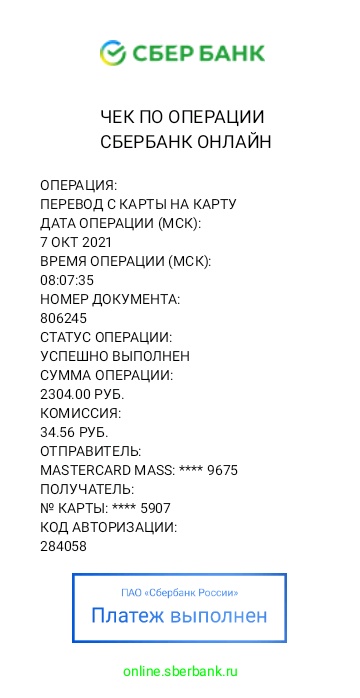 СБЕР БАНК
ЧЕК ПО ОПЕРАЦИИ
СБЕРБАНК ОНЛАЙН
ОПЕРАЦИЯ:
ПЕРЕВОД С КАРТЫ НА КАРТУ
ДАТА ОПЕРАЦИИ (МСК):
7 ОКТ 2021
ВРЕМЯ ОПЕРАЦИИ (МСК):
08:07:35
НОМЕР ДОКУМЕНТА:
806245
СТАТУС ОПЕРАЦИИ:
УСПЕШНО ВЫПОЛНЕН
СУММА ОПЕРАЦИИ:
2304.00 РУБ.
КОМИССИЯ:
34.56 РУБ.
ОТПРАВИТЕЛЬ:
MASTERCARD MASS: **** 9675
ПОЛУЧАТЕЛЬ:
№ КАРТЫ: **** 5907
КОД АВТОРИЗАЦИИ:
284058
ПАО «Сбербанк России»
Платеж выполнен
online.sberbank.ru